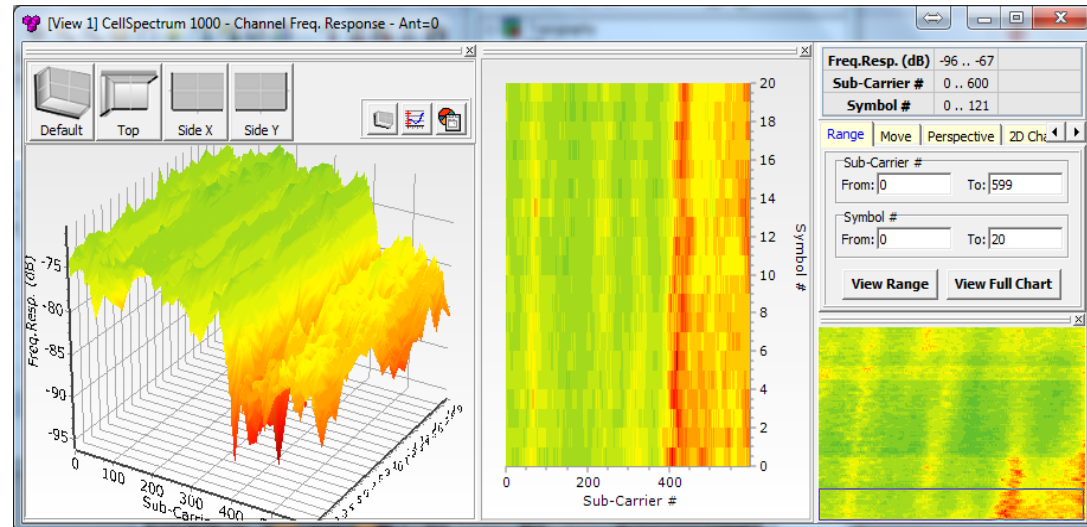 [View 1] CellSpectrum 1000 - Channel Freq. Response - Ant=0
Default Top Side X Side Y
Freq.Resp. (dB)
-75
-80
-85
-90
-95
0 100 200 300 400
Sub-Carrier
20
18
16
14
12
10
8
6
4
2
0
Symbol #
0 200 400
Sub-Carrier #
Freq.Resp. (dB) -96 .. -67
Sub-Carrier # 0 .. 600
Symbol # 0 .. 121
Range Move Perspective 2D Cha
Sub-Carrier #
From: 0 To: 599
Symbol #
From: 0 To: 20
View Range View Full Chart